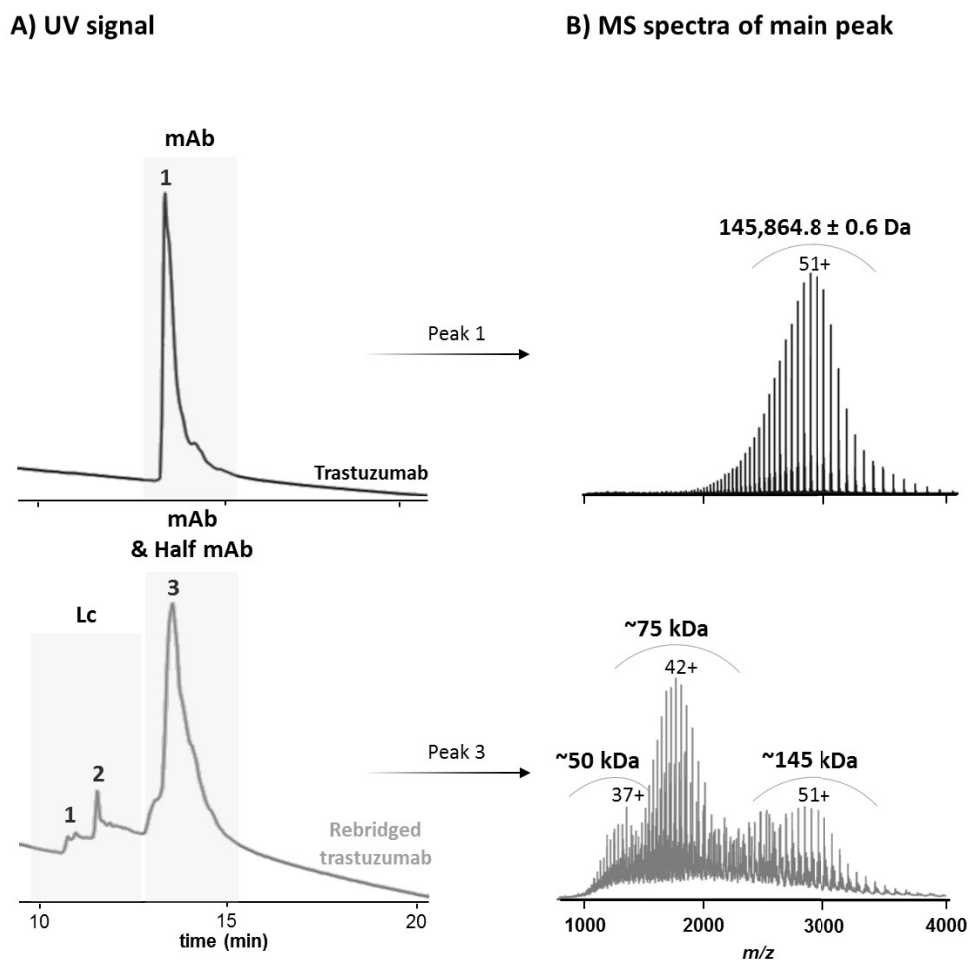 A) UV signal
B) MS spectra of main peak
mAb
1
Trastuzumab
Peak 1
145,864.8 ± 0.6 Da
51+
mAb
& Half mAb
3
Lc
1
2
Rebridged
trastuzumab
10
15
20
time (min)
Peak 3
~75 kDa
42+
~50 kDa
37+
~145 kDa
51+
1000
2000
3000
4000
m/z